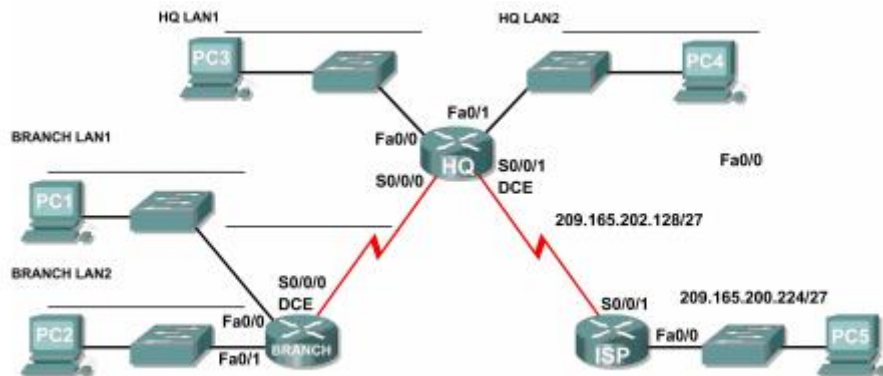 HQ LAN1
HQ LAN2
PC3
PC4
Fa0/1
Fa0/0
Fa0/0
HQ
S0/0/1
DCE
S0/0/0
BRANCH LAN1
PC1
209.165.202.128/27
BRANCH LAN2
S0/0/0
DCE
PC2
Fa0/0
Fa0/1
BRANCH
S0/0/1
209.165.200.224/27
Fa0/0
ISP
PC5